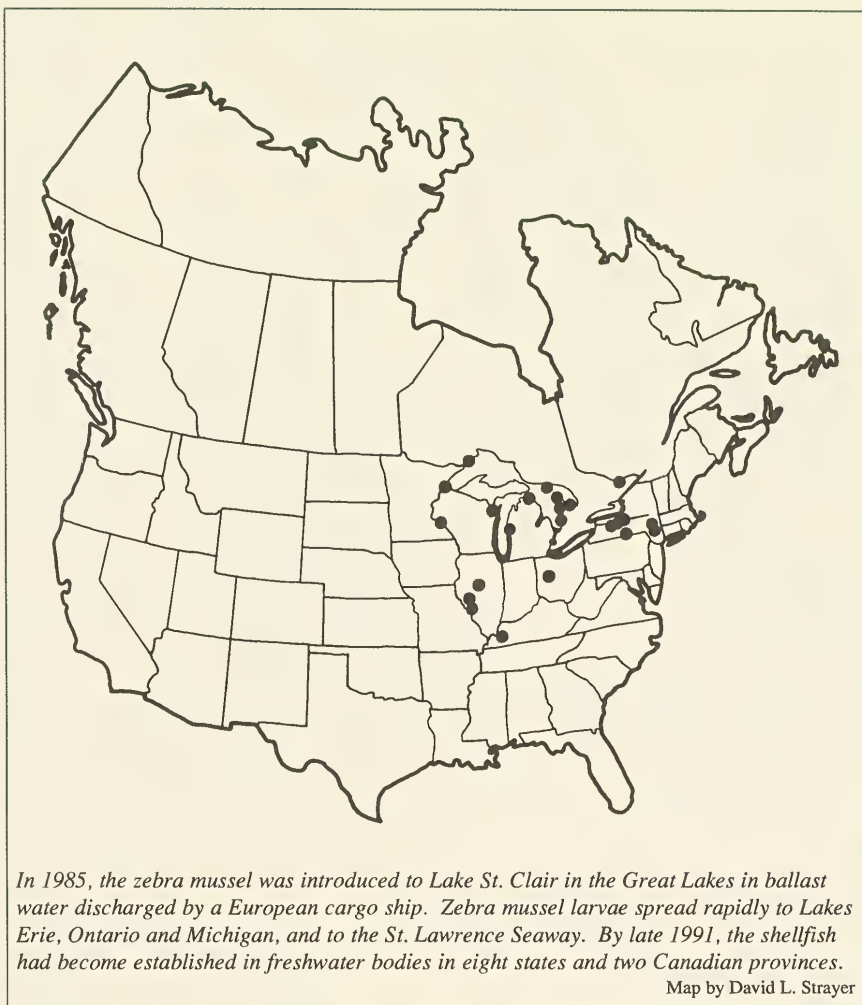 In 1985, the zebra mussel was introduced to Lake St. Clair in the Great Lakes in ballast
water discharged by a European cargo ship. Zebra mussel larvae spread rapidly to Lakes
Erie, Ontario and Michigan, and to the St. Lawrence Seaway. By late 1991, the shellfish
had become established in freshwater bodies in eight states and two Canadian provinces.
Map by David L. Strayer